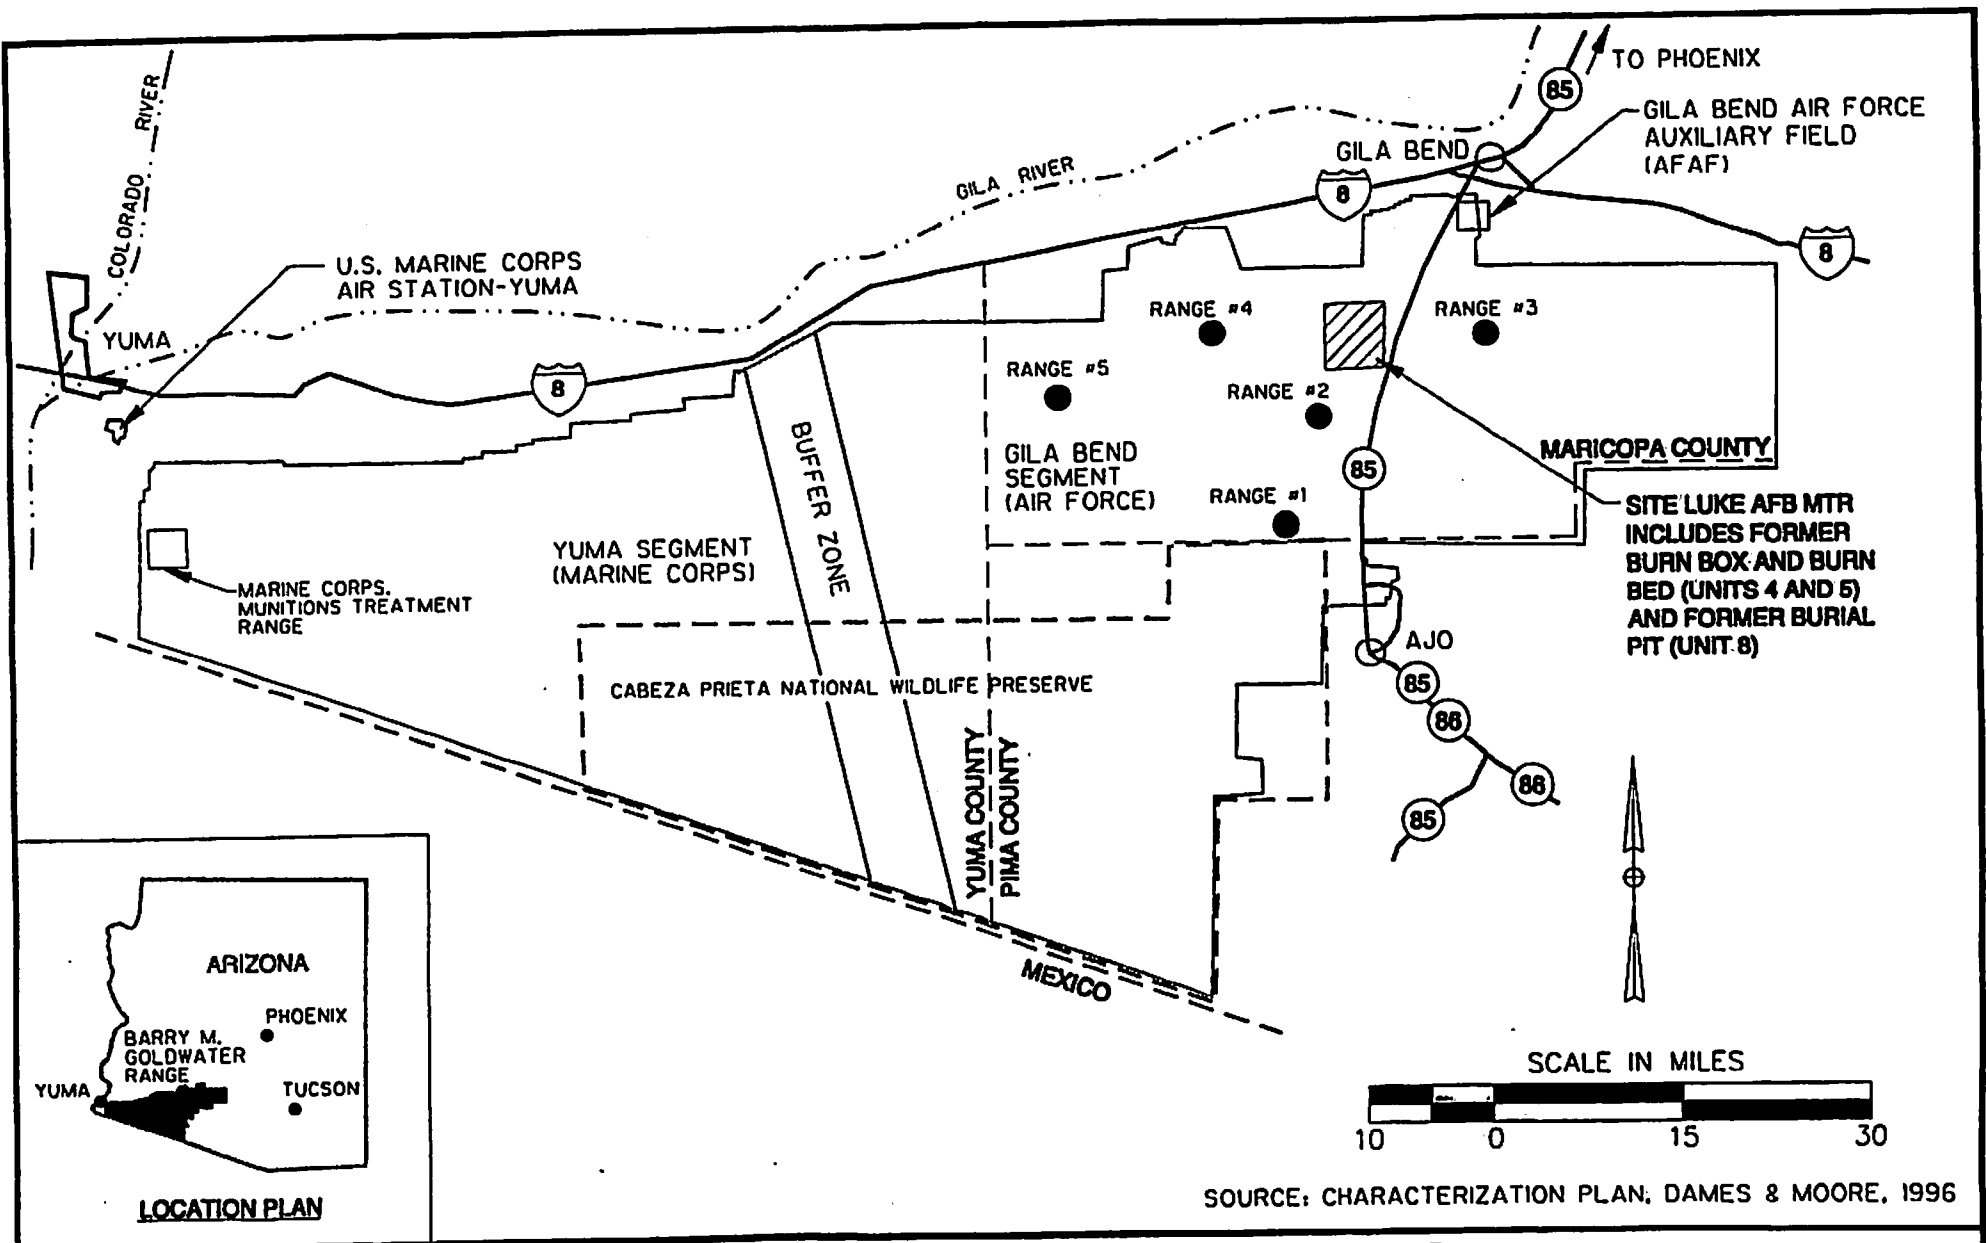 TO PHOENIX
85
GILA BEND AIR FORCE
AUXILIARY FIELD
(AFAF)
GILA BEND
8
8
GILA RIVER
COLORADO RIVER
U.S. MARINE CORPS
AIR STATION-YUMA
YUMA
8
RANGE #4
RANGE #3
RANGE #5
RANGE #2
RANGE #1
BUFFER ZONE
GILA BEND
SEGMENT
(AIR FORCE)
85
MARICOPA COUNTY
SITE LUKE AFB MTR
INCLUDES FORMER
BURN BOX AND BURN
BED (UNITS 4 AND 5)
AND FORMER BURIAL
PIT (UNIT 8)
YUMA SEGMENT
(MARINE CORPS)
MARINE CORPS.
MUNITIONS TREATMENT
RANGE
AJO
85
86
86
85
CABEZA PRIETA NATIONAL WILDLIFE PRESERVE
YUMA COUNTY
PIMA COUNTY
MEXICO
ARIZONA
PHOENIX
BARRY M.
GOLDWATER
RANGE
YUMA
TUCSON
LOCATION PLAN
SCALE IN MILES
10 0 15 30
SOURCE: CHARACTERIZATION PLAN, DAMES & MOORE, 1996